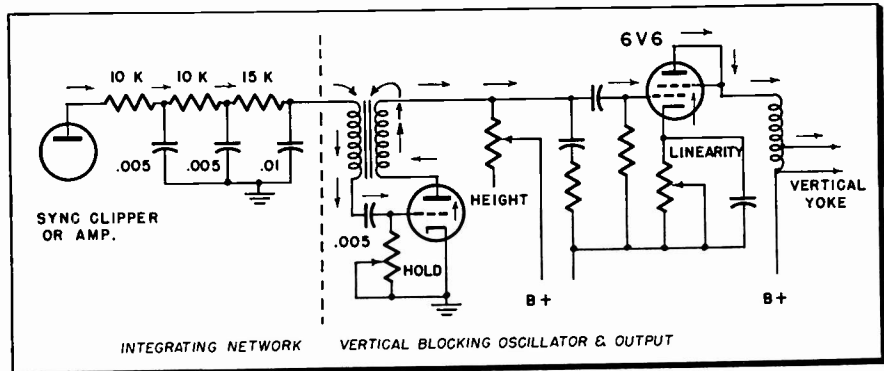 6V6
10 K 10 K 15 K
.005 .005 .01
LINEARITY
HEIGHT
VERTICAL
YOKE
SYNC CLIPPER
OR AMP.
.005
HOLD
B+
B+
INTEGRATING NETWORK VERTICAL BLOCKING OSCILLATOR & OUTPUT